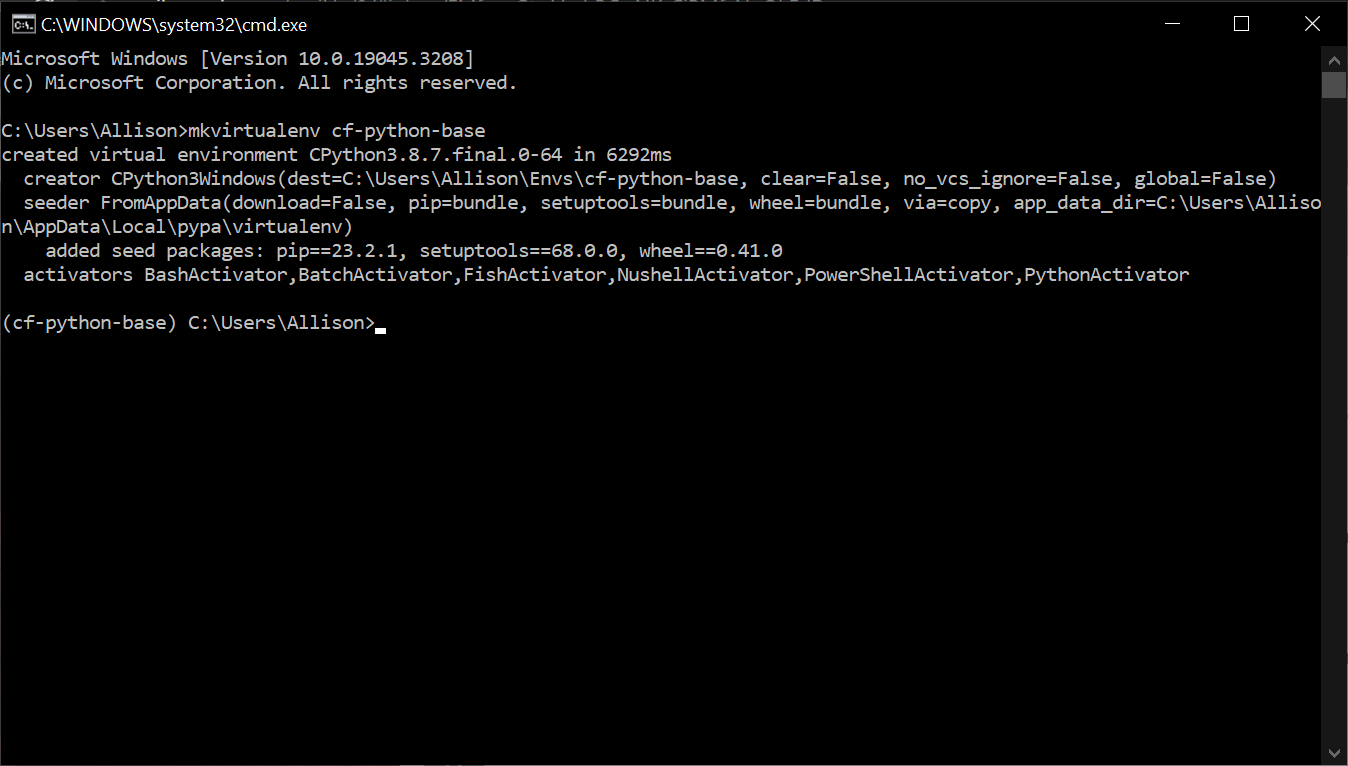 C:\WINDOWS\system32\cmd.exe
Microsoft Windows [Version 10.0.19045.3208]
(c) Microsoft Corporation. All rights reserved.
C:\Users\Allison>mkvirtualenv cf-python-base
created virtual environment CPython3.8.7.final.0-64 in 6292ms
  creator CPython3Windows(dest=C:\Users\Allison\Envs\cf-python-base, clear=False, no_vcs_ignore=False, global=False)
  seeder FromAppData(download=False, pip=bundle, setuptools=bundle, wheel=bundle, via=copy, app_data_dir=C:\Users\Alliso
n\AppData\Local\pypa\virtualenv)
    added seed packages: pip==23.2.1, setuptools==68.0.0, wheel==0.41.0
  activators BashActivator,BatchActivator,FishActivator,NushellActivator,PowerShellActivator,PythonActivator
(cf-python-base) C:\Users\Allison>